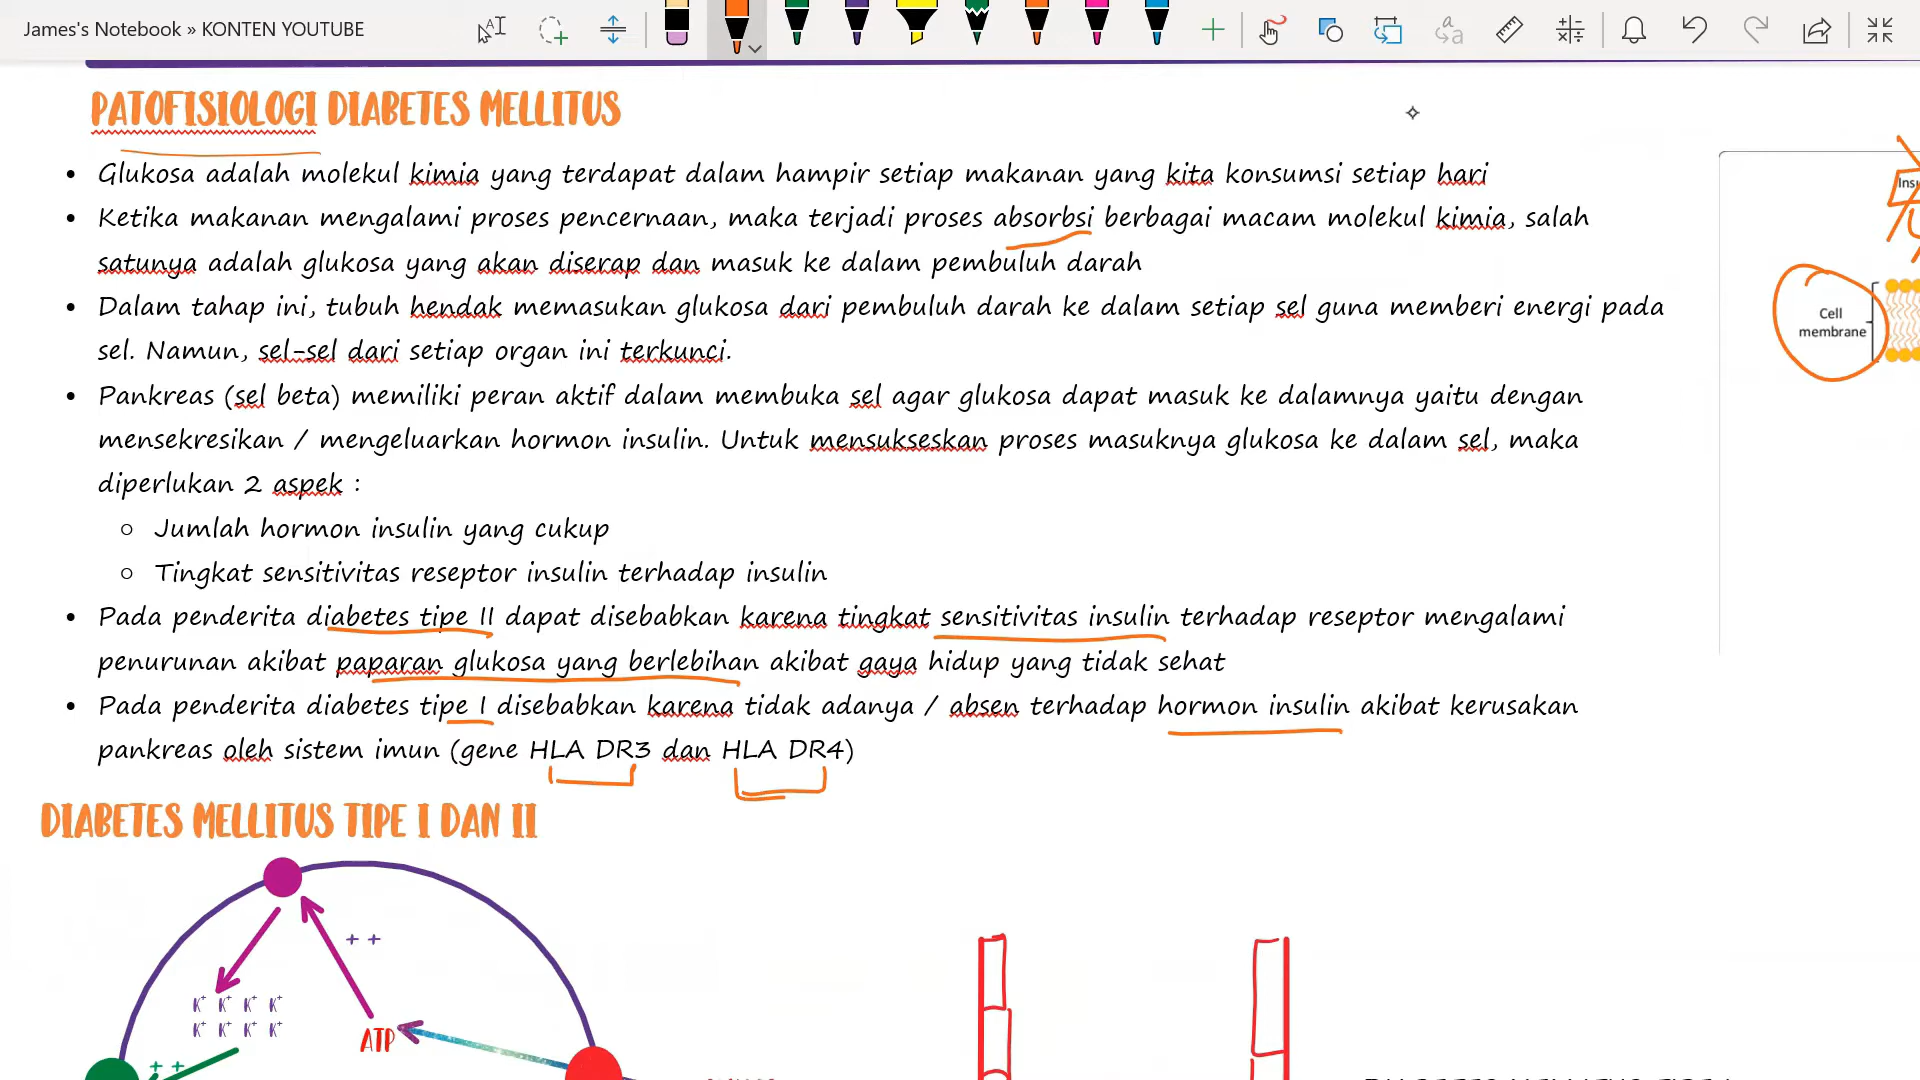 James's Notebook » KONTEN YOUTUBE
PATOFISIOLOGI DIABETES MELLITUS
• Glukosa adalah molekul kimia yang terdapat dalam hampir setiap makanan yang kita konsumsi setiap hari
• Ketika makanan mengalami proses pencernaan, maka terjadi proses absorbsi berbagai macam molekul kimia, salah
satunya adalah glukosa yang akan diserap dan masuk ke dalam pembuluh darah
• Dalam tahap ini, tubuh hendak memasukan glukosa dari pembuluh darah ke dalam setiap sel guna memberi energi pada
sel. Namun, sel-sel dari setiap organ ini terkunci.
• Pankreas (sel beta) memiliki peran aktif dalam membuka sel agar glukosa dapat masuk ke dalamnya yaitu dengan
mensekresikan / mengeluarkan hormon insulin. Untuk mensukseskan proses masuknya glukosa ke dalam sel, maka
diperlukan 2 aspek :
○ Jumlah hormon insulin yang cukup
○ Tingkat sensitivitas reseptor insulin terhadap insulin
• Pada penderita diabetes tipe II dapat disebabkan karena tingkat sensitivitas insulin terhadap reseptor mengalami
penurunan akibat paparan glukosa yang berlebihan akibat gaya hidup yang tidak sehat
• Pada penderita diabetes tipe I disebabkan karena tidak adanya / absen terhadap hormon insulin akibat kerusakan
pankreas oleh sistem imun (gene HLA DR3 dan HLA DR4)
Cell
membrane
DIABETES MELLITUS TIPE I DAN II
+ +
K⁺ K⁺ K⁺ K⁺
K⁺ K⁺ K⁺ K⁺
ATP
+ +